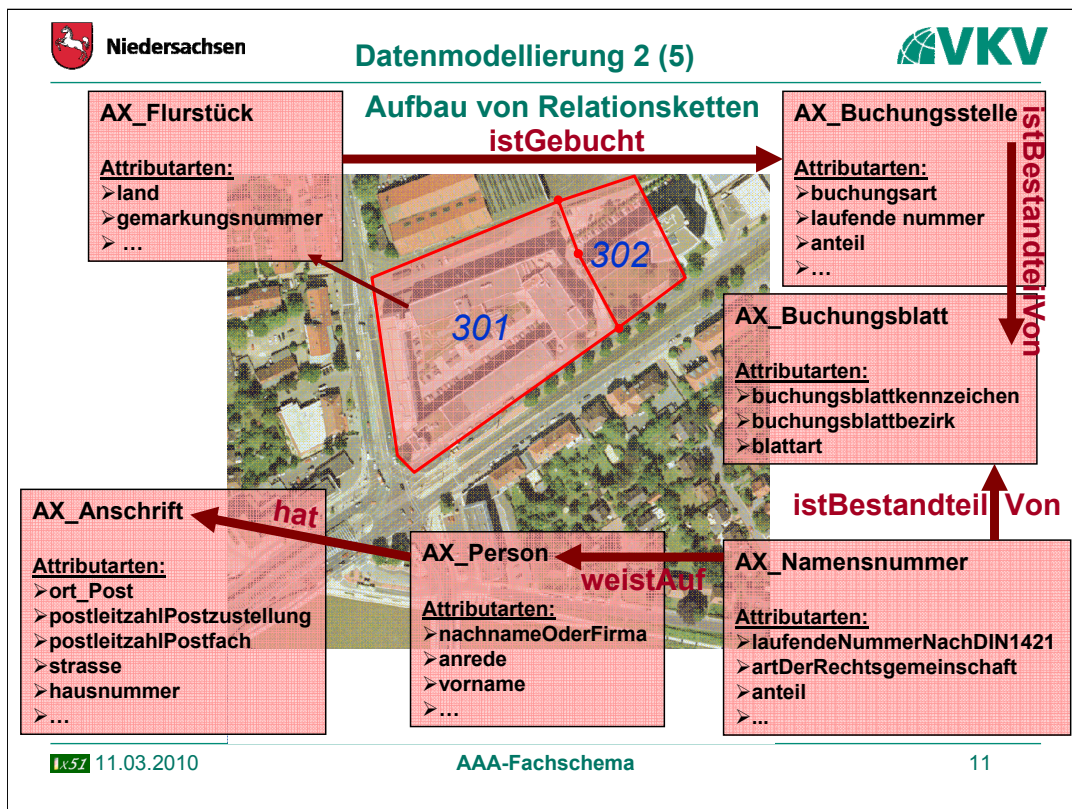 Niedersachsen
Datenmodellierung 2 (5)
VKV
Aufbau von Relationsketten
istGebucht
AX_Flurstück
Attributarten:
➢land
➢gemarkungsnummer
➢ …
AX_Buchungsstelle
Attributarten:
➢buchungsart
➢laufende nummer
➢anteil
➢…
istBestandteilVon
301
302
AX_Buchungsblatt
Attributarten:
➢buchungsblattkennzeichen
➢buchungsblattbezirk
➢blattart
istBestandteil Von
AX_Anschrift
Attributarten:
➢ort_Post
➢postleitzahlPostzustellung
➢postleitzahlPostfach
➢strasse
➢hausnummer
➢…
hat
AX_Person
Attributarten:
➢nachnameOderFirma
➢anrede
➢vorname
➢…
weistAuf
AX_Namensnummer
Attributarten:
➢laufendeNummerNachDIN1421
➢artDerRechtsgemeinschaft
➢anteil
➢...
1x51 11.03.2010
AAA-Fachschema
11